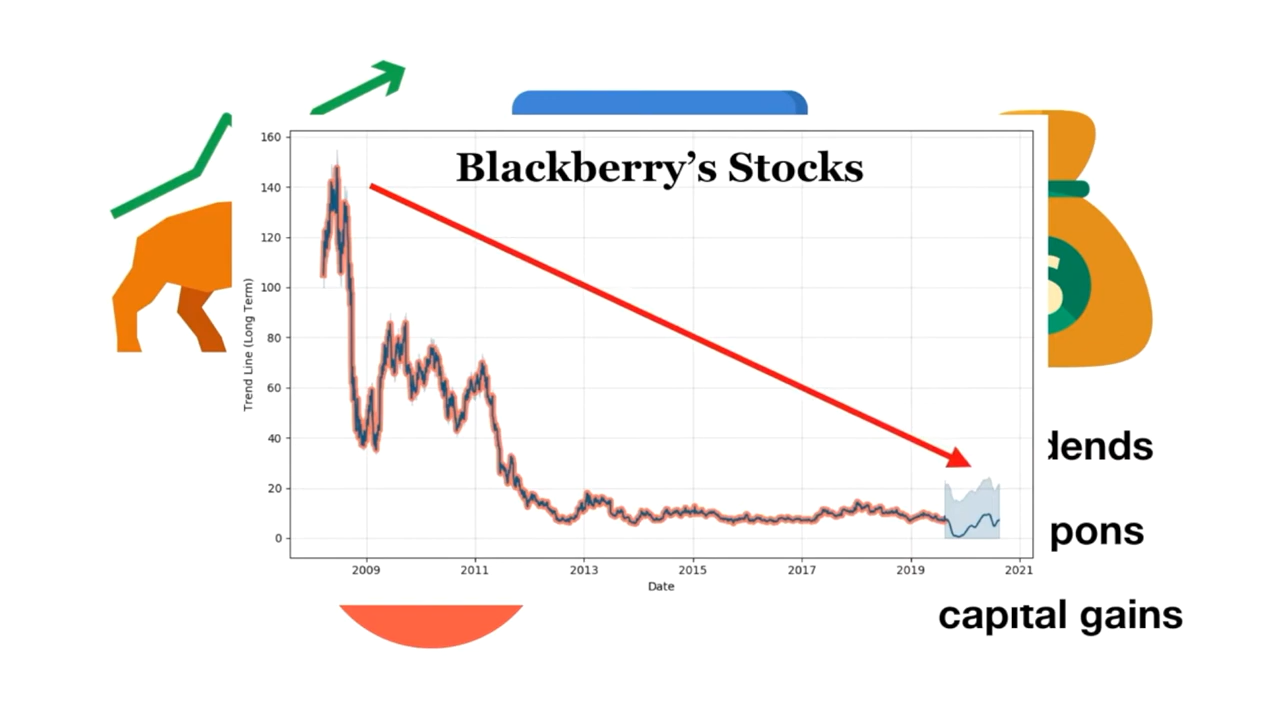 Blackberry's Stocks
160
140
120
100
80
60
40
20
0
Trend Line (Long Term)
2009
2011
2013
2015
2017
2019
2021
Date
dends
pons
capital gains
$